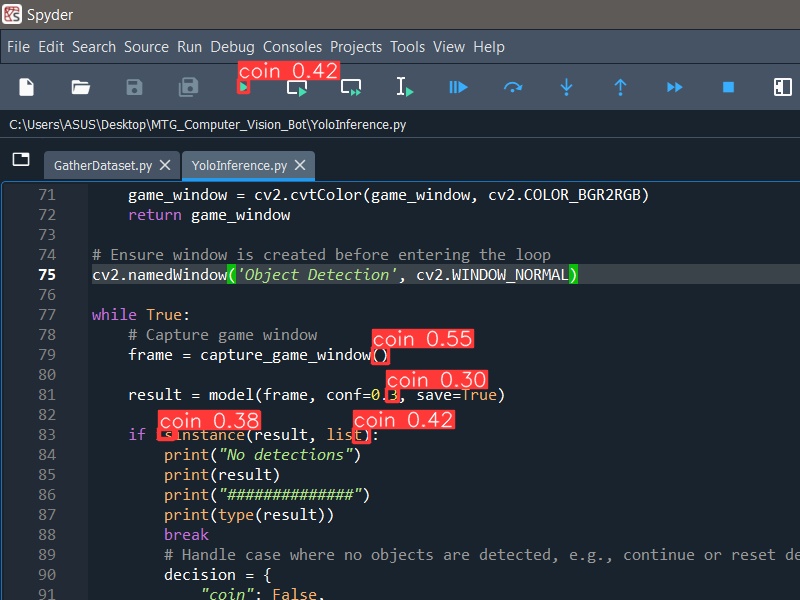 Spyder
File Edit Search Source Run Debug Consoles Projects Tools View Help
coin 0.42
C:\Users\ASUS\Desktop\MTG_Computer_Vision_Bot\YoloInference.py
GatherDataset.py YoloInference.py
71 game_window = cv2.cvtColor(game_window, cv2.COLOR_BGR2RGB)
72 return game_window
73
74 # Ensure window is created before entering the loop
75 cv2.namedWindow('Object Detection', cv2.WINDOW_NORMAL)
76
77 while True:
78 # Capture game window
coin 0.55
79 frame = capture_game_window()
80
coin 0.30
81 result = model(frame, conf=0.3, save=True)
82
coin 0.38 coin 0.42
83 if isinstance(result, list):
84 print("No detections")
85 print(result)
86 print("##############")
87 print(type(result))
88 break
89 # Handle case where no objects are detected, e.g., continue or reset de
90 decision = {
91 "coin": False,